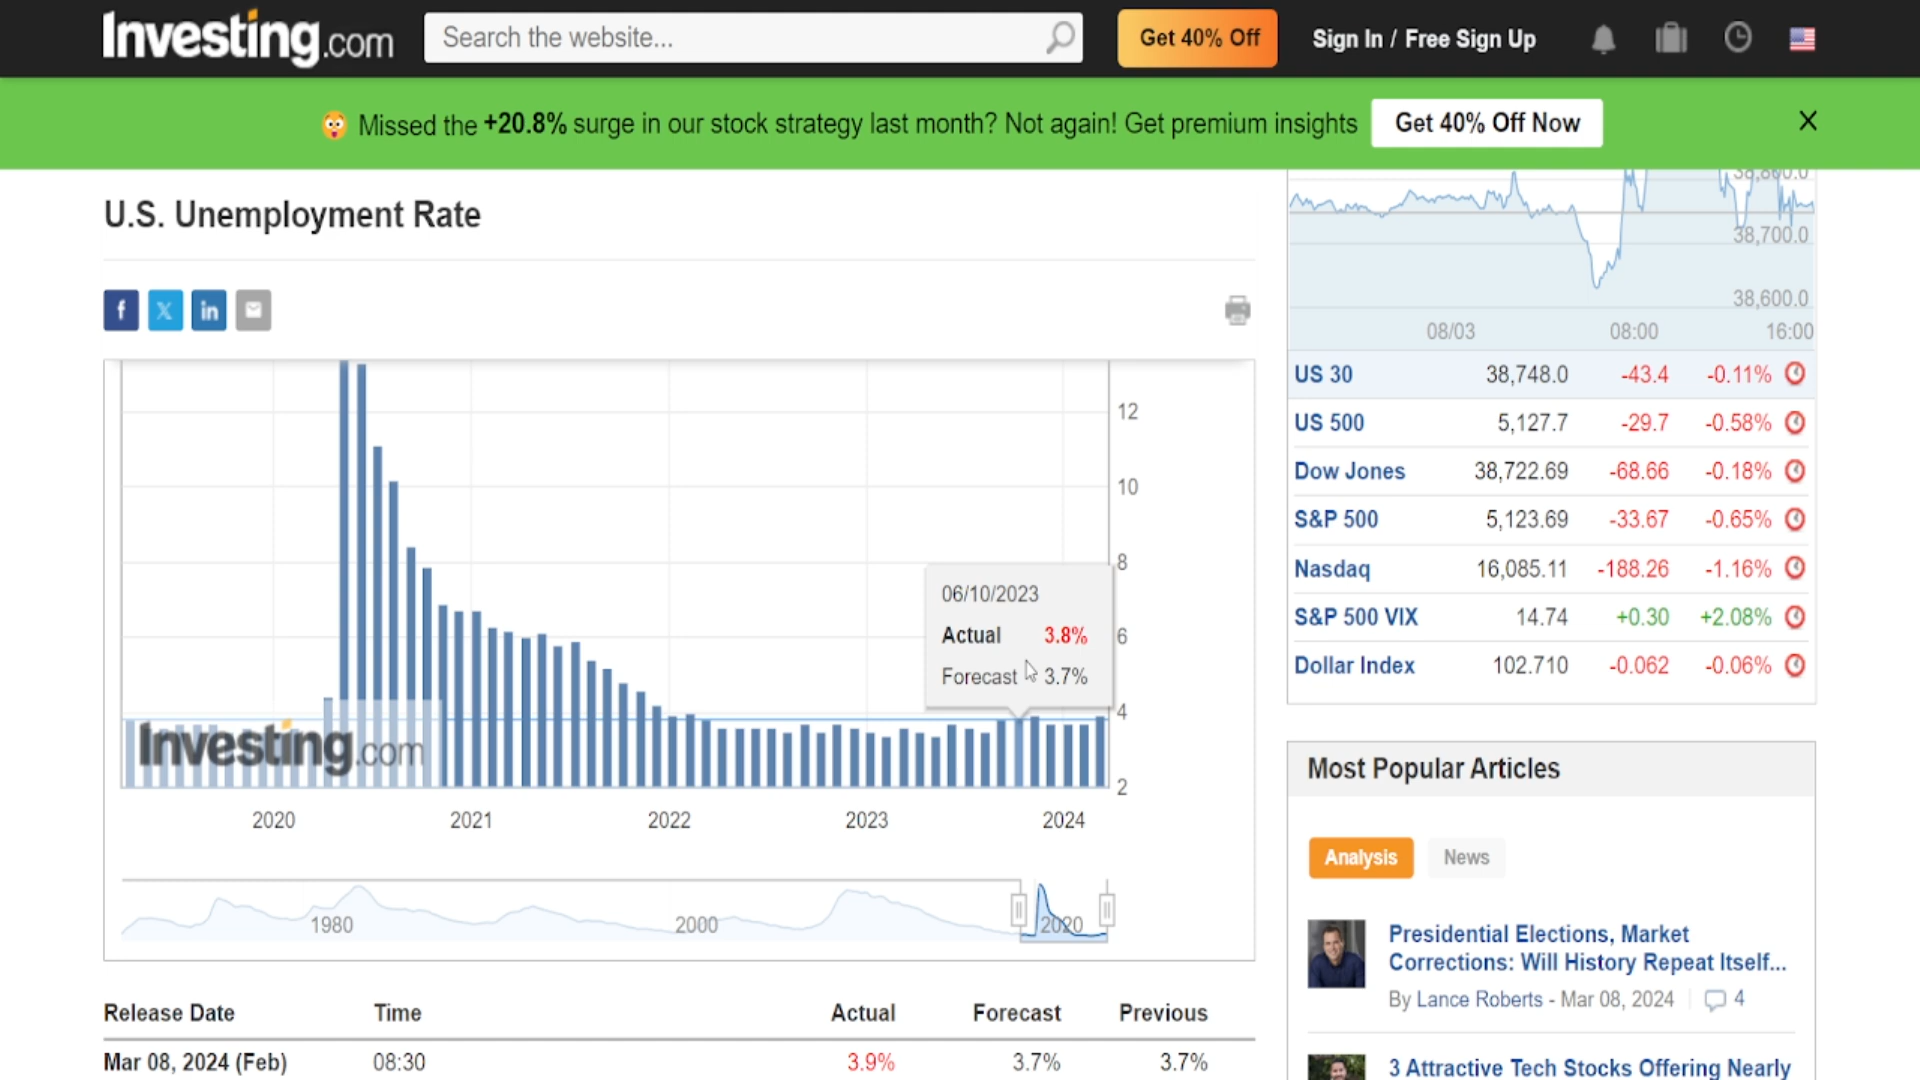 Investing.com
Search the website...
Get 40% Off
Sign In / Free Sign Up
Missed the +20.8% surge in our stock strategy last month? Not again! Get premium insights
Get 40% Off Now
X
U.S. Unemployment Rate
12
10
8
6
4
2
06/10/2023
Actual 3.8%
Forecast 3.7%
Investing.com
2020 2021 2022 2023 2024
1980 2000 2020
Release Date Time Actual Forecast Previous
Mar 08, 2024 (Feb) 08:30 3.9% 3.7% 3.7%
38,800.0
38,700.0
38,600.0
08/03 08:00 16:00
US 30 38,748.0 -43.4 -0.11%
US 500 5,127.7 -29.7 -0.58%
Dow Jones 38,722.69 -68.66 -0.18%
S&P 500 5,123.69 -33.67 -0.65%
Nasdaq 16,085.11 -188.26 -1.16%
S&P 500 VIX 14.74 +0.30 +2.08%
Dollar Index 102.710 -0.062 -0.06%
Most Popular Articles
Analysis News
Presidential Elections, Market
Corrections: Will History Repeat Itself...
By Lance Roberts - Mar 08, 2024 4
3 Attractive Tech Stocks Offering Nearly